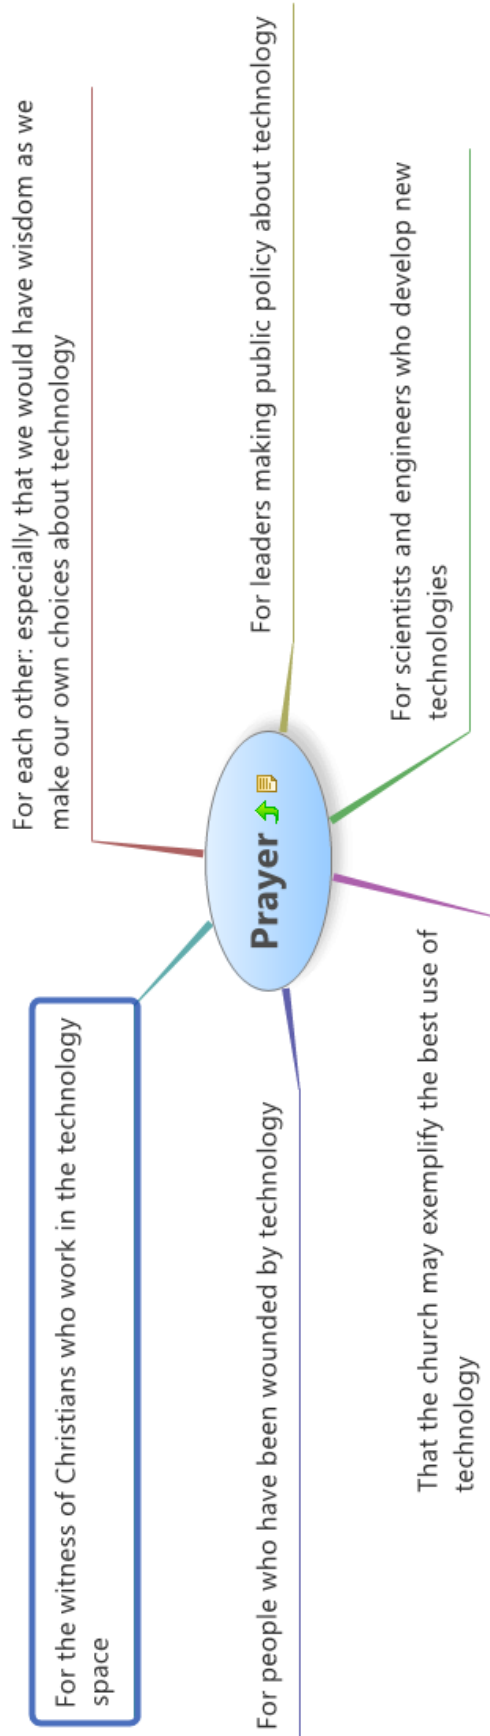 For the witness of Christians who work in the technology
space
For each other: especially that we would have wisdom as we
make our own choices about technology
For people who have been wounded by technology
Prayer
For leaders making public policy about technology
That the church may exemplify the best use of
technology
For scientists and engineers who develop new
technologies